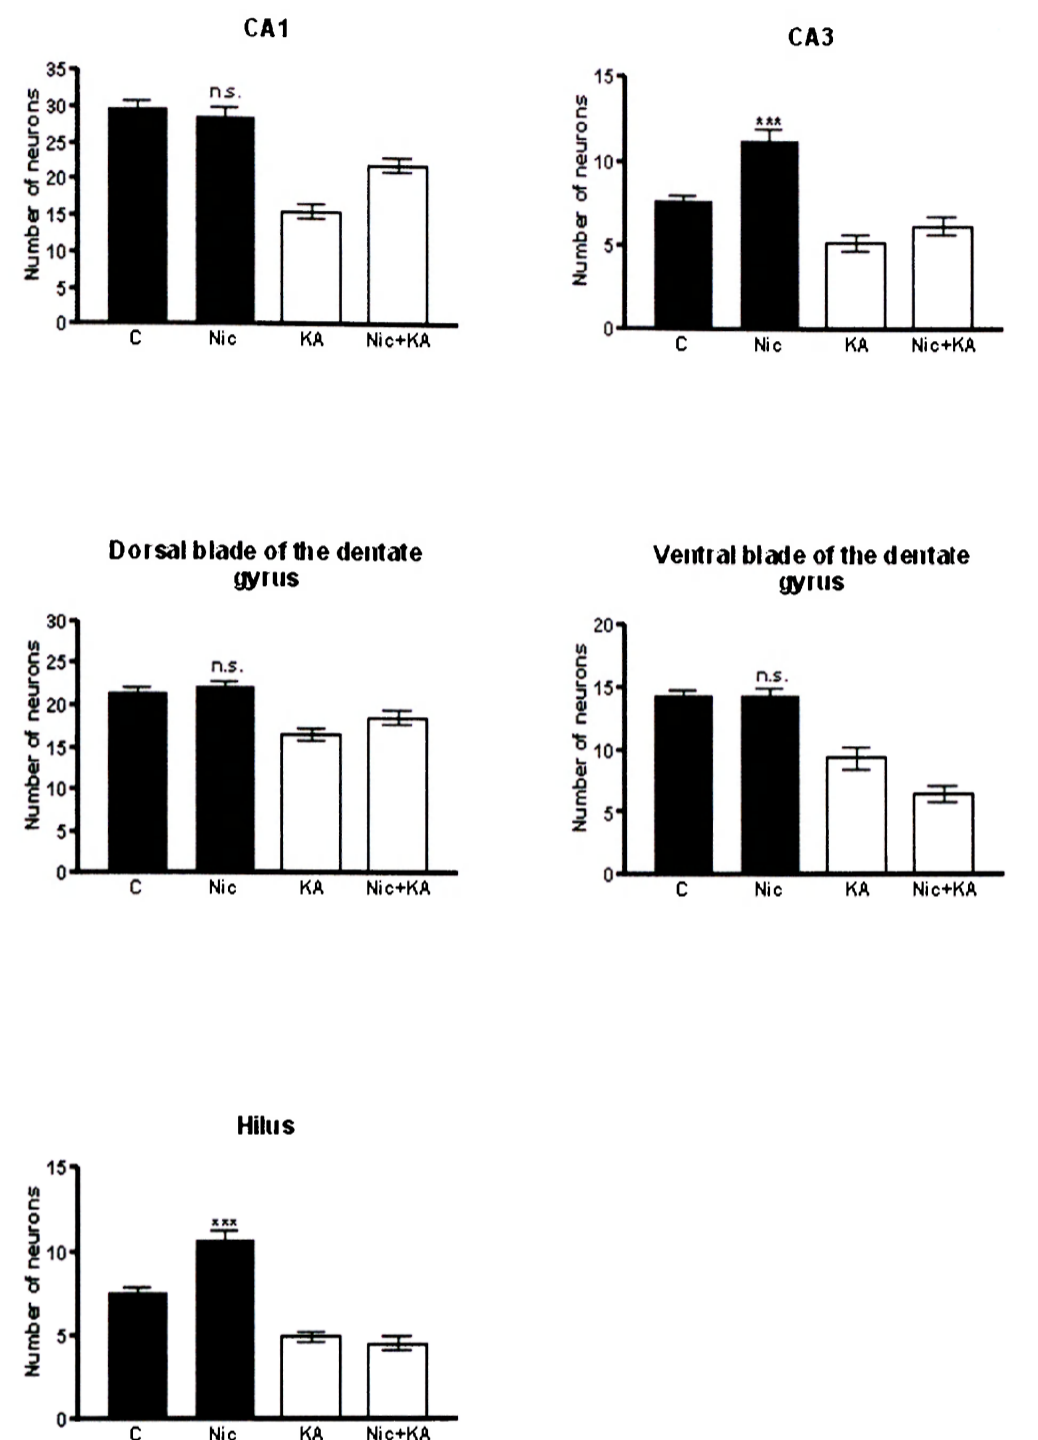 CA1
Number of neurons
35
30
25
20
15
10
5
0
n.s.
C Nic KA Nic+KA
CA3
Number of neurons
15
10
5
0
***
C Nic KA Nic+KA
Dorsal blade of the dentate
gyrus
Number of neurons
30
25
20
15
10
5
0
n.s.
C Nic KA Nic+KA
Ventral blade of the dentate
gyrus
Number of neurons
20
15
10
5
0
n.s.
C Nic KA Nic+KA
Hilus
Number of neurons
15
10
5
0
***
C Nic KA Nic+KA